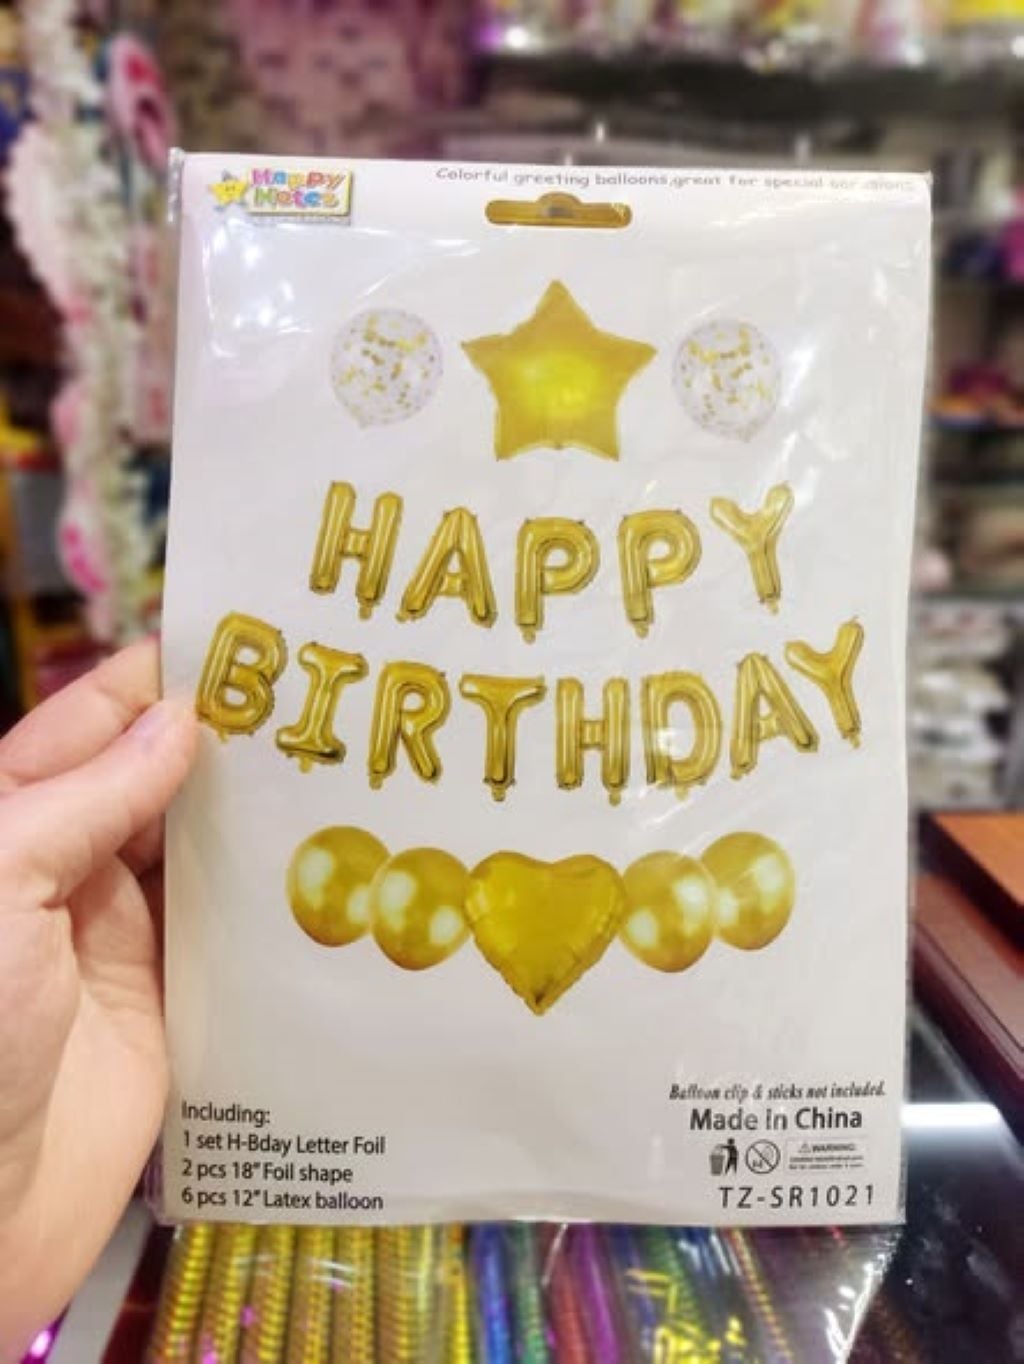 Happy
Notes
Colorful greeting balloons,great for special occasions
HAPPY
BIRTHDAY
Including:
1 set H-Bday Letter Foil
2 pcs 18" Foil shape
6 pcs 12" Latex balloon
Balloon clip & sticks not included.
Made in China
WARNING:
TZ-SR1021